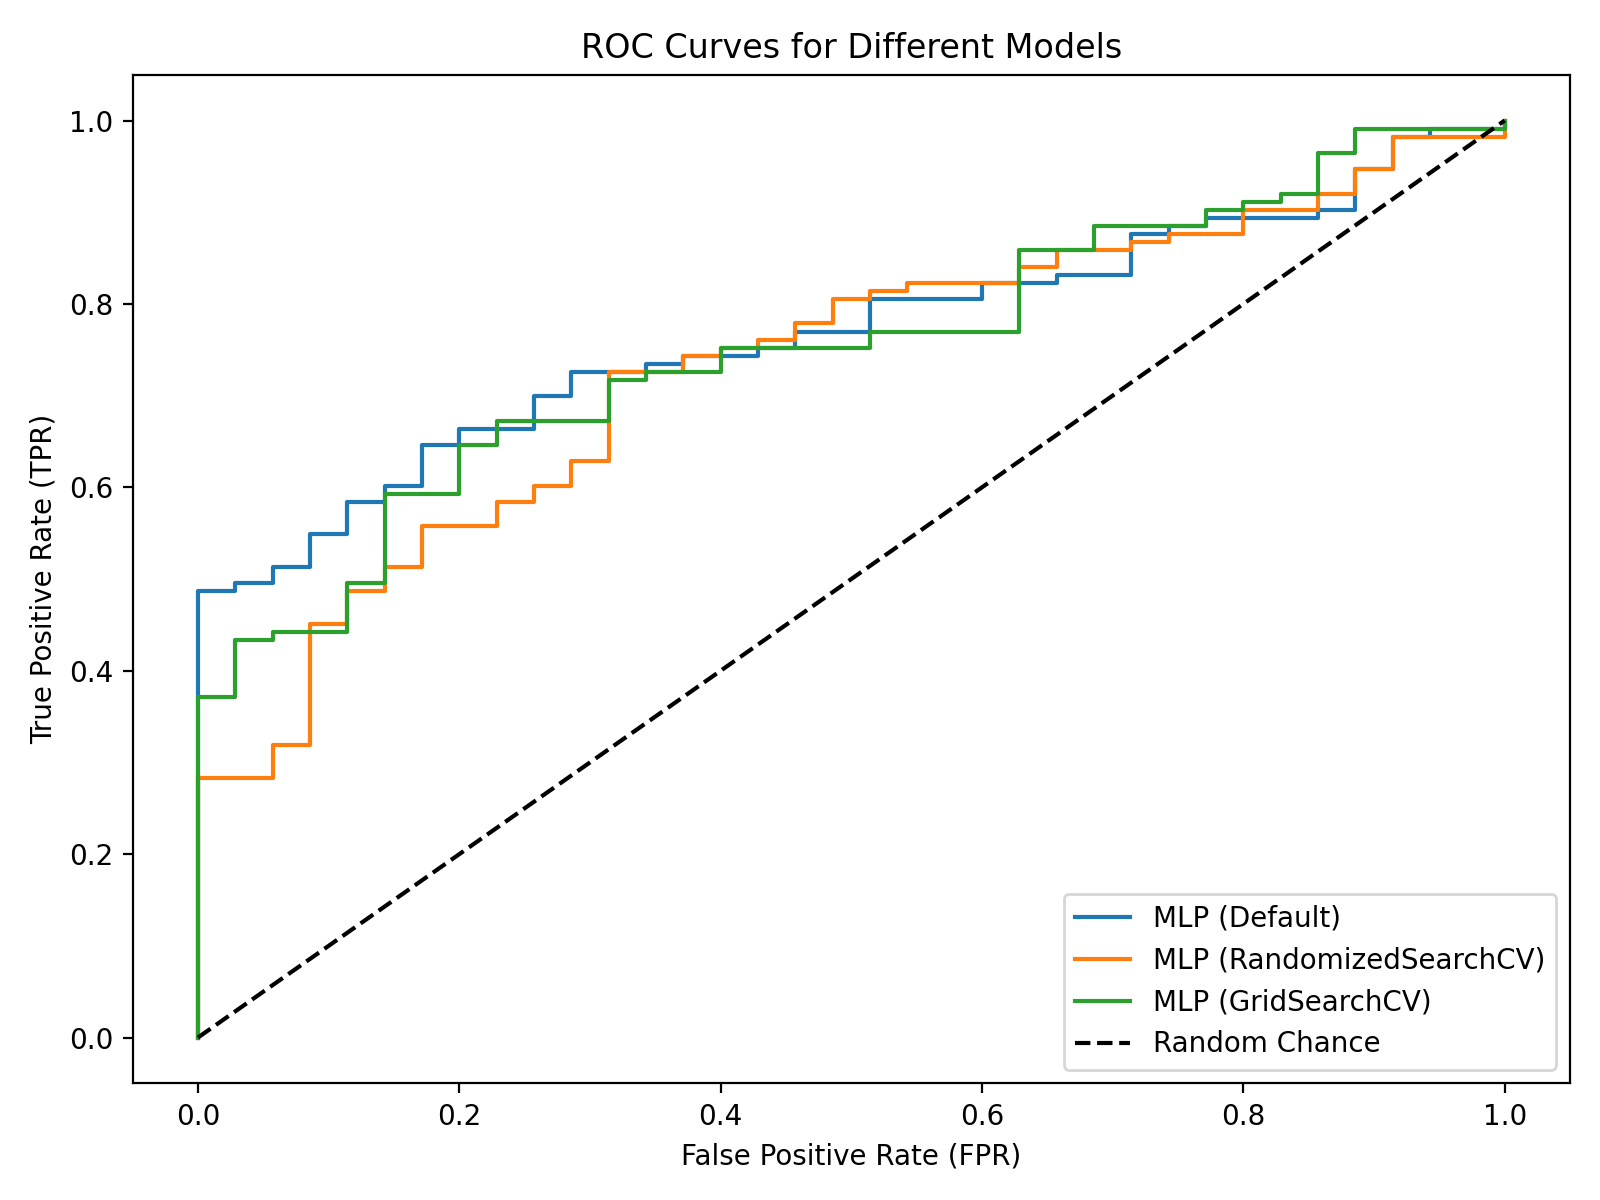 ROC Curves for Different Models
True Positive Rate (TPR)
1.0
0.8
0.6
0.4
0.2
0.0
MLP (Default)
MLP (RandomizedSearchCV)
MLP (GridSearchCV)
Random Chance
0.0 0.2 0.4 0.6 0.8 1.0
False Positive Rate (FPR)